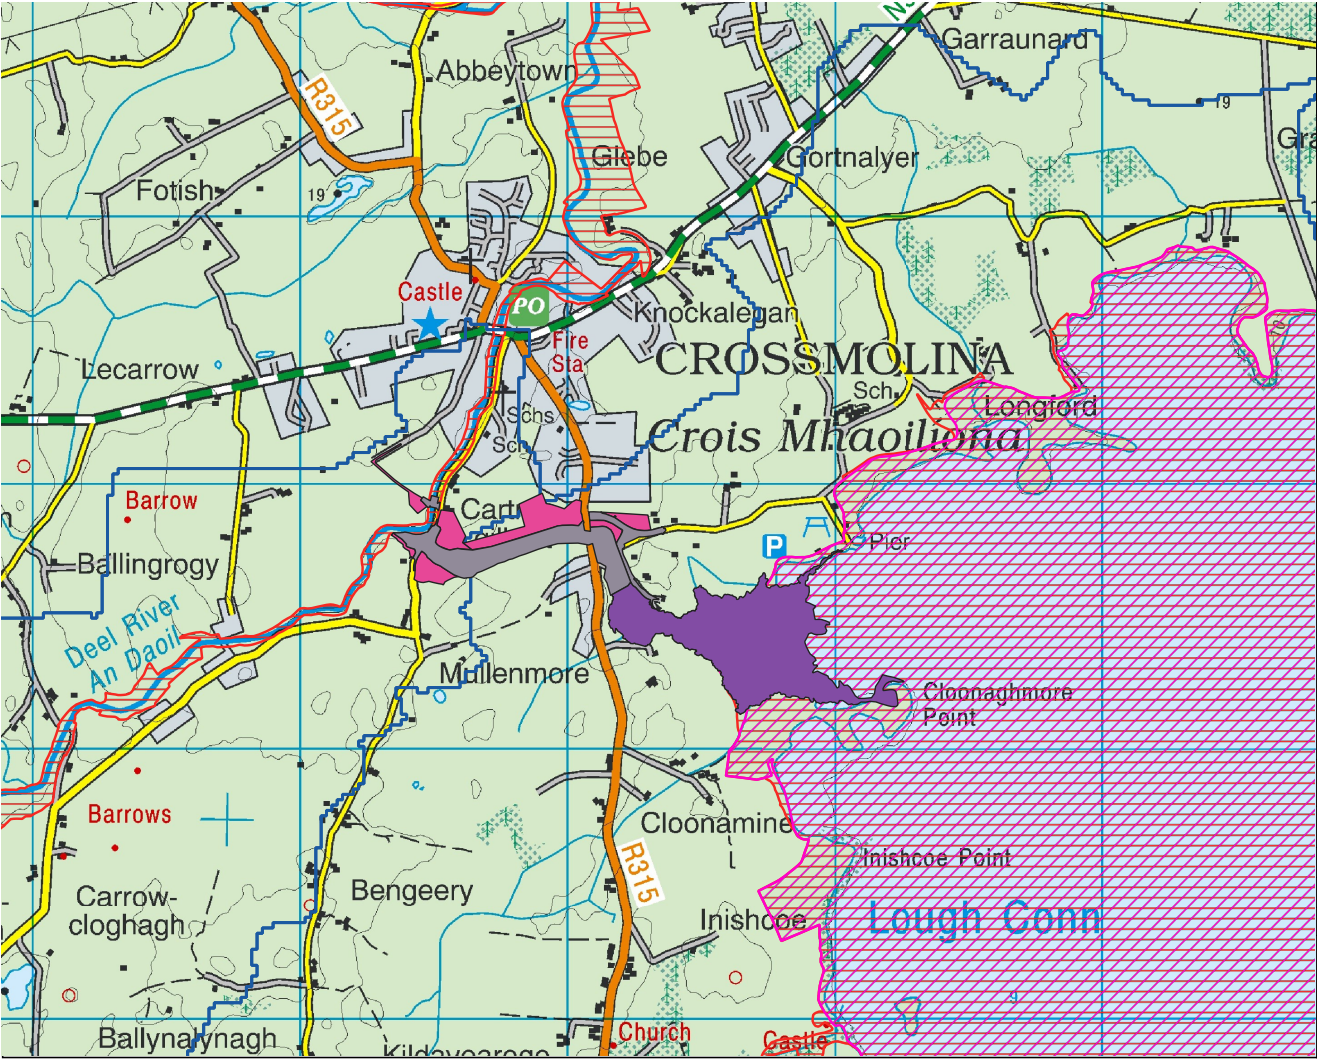 Garraunard
Abbeytown
R315
19
Glebe
Gortnalyer
Fotish
19
Castle
PO
Knockalegan
Fire
Sta
CROSSMOLINA
Lecarrow
Sch
Longford
Schs
Crois Mhaoilíona
Sch
Barrow
Cart
Pier
P
Ballingrogy
Deel River
An Daoil
Mullenmore
Cloonaghmore
Point
Barrows
Cloonamine
Inishcoe Point
R315
Bengeery
Carrow-
cloghagh
Inishcoe
Lough Conn
Ballynalynagh
Church
Castle